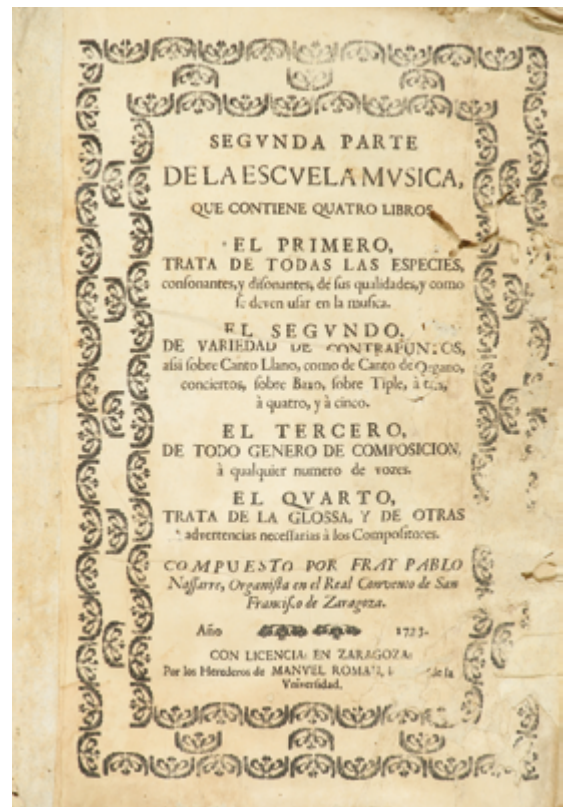 SEGVNDA PARTE
DE LA ESCVELA MVSICA,
QUE CONTIENE QUATRO LIBROS
EL PRIMERO,
TRATA DE TODAS LAS ESPECIES,
consonantes, y disonantes, de sus qualidades, y como
se deven usar en la musica.
EL SEGVNDO,
DE VARIEDAD DE CONTRAPUNTOS,
assi sobre Canto Llano, como de Canto de Organo,
conciertos, sobre Baxo, sobre Tiple, à tres,
à quatro, y à cinco.
EL TERCERO,
DE TODO GENERO DE COMPOSICION,
à qualquier numero de vozes.
EL QVARTO,
TRATA DE LA GLOSSA, Y DE OTRAS
advertencias necessarias à los Compositores.
COMPUESTO POR FRAY PABLO
Nassarre, Organista en el Real Convento de San
Francisco de Zaragoza.
Año 1723.
CON LICENCIA: EN ZARAGOZA:
Por los Herederos de MANVEL ROMAN, de la
Vniversidad.